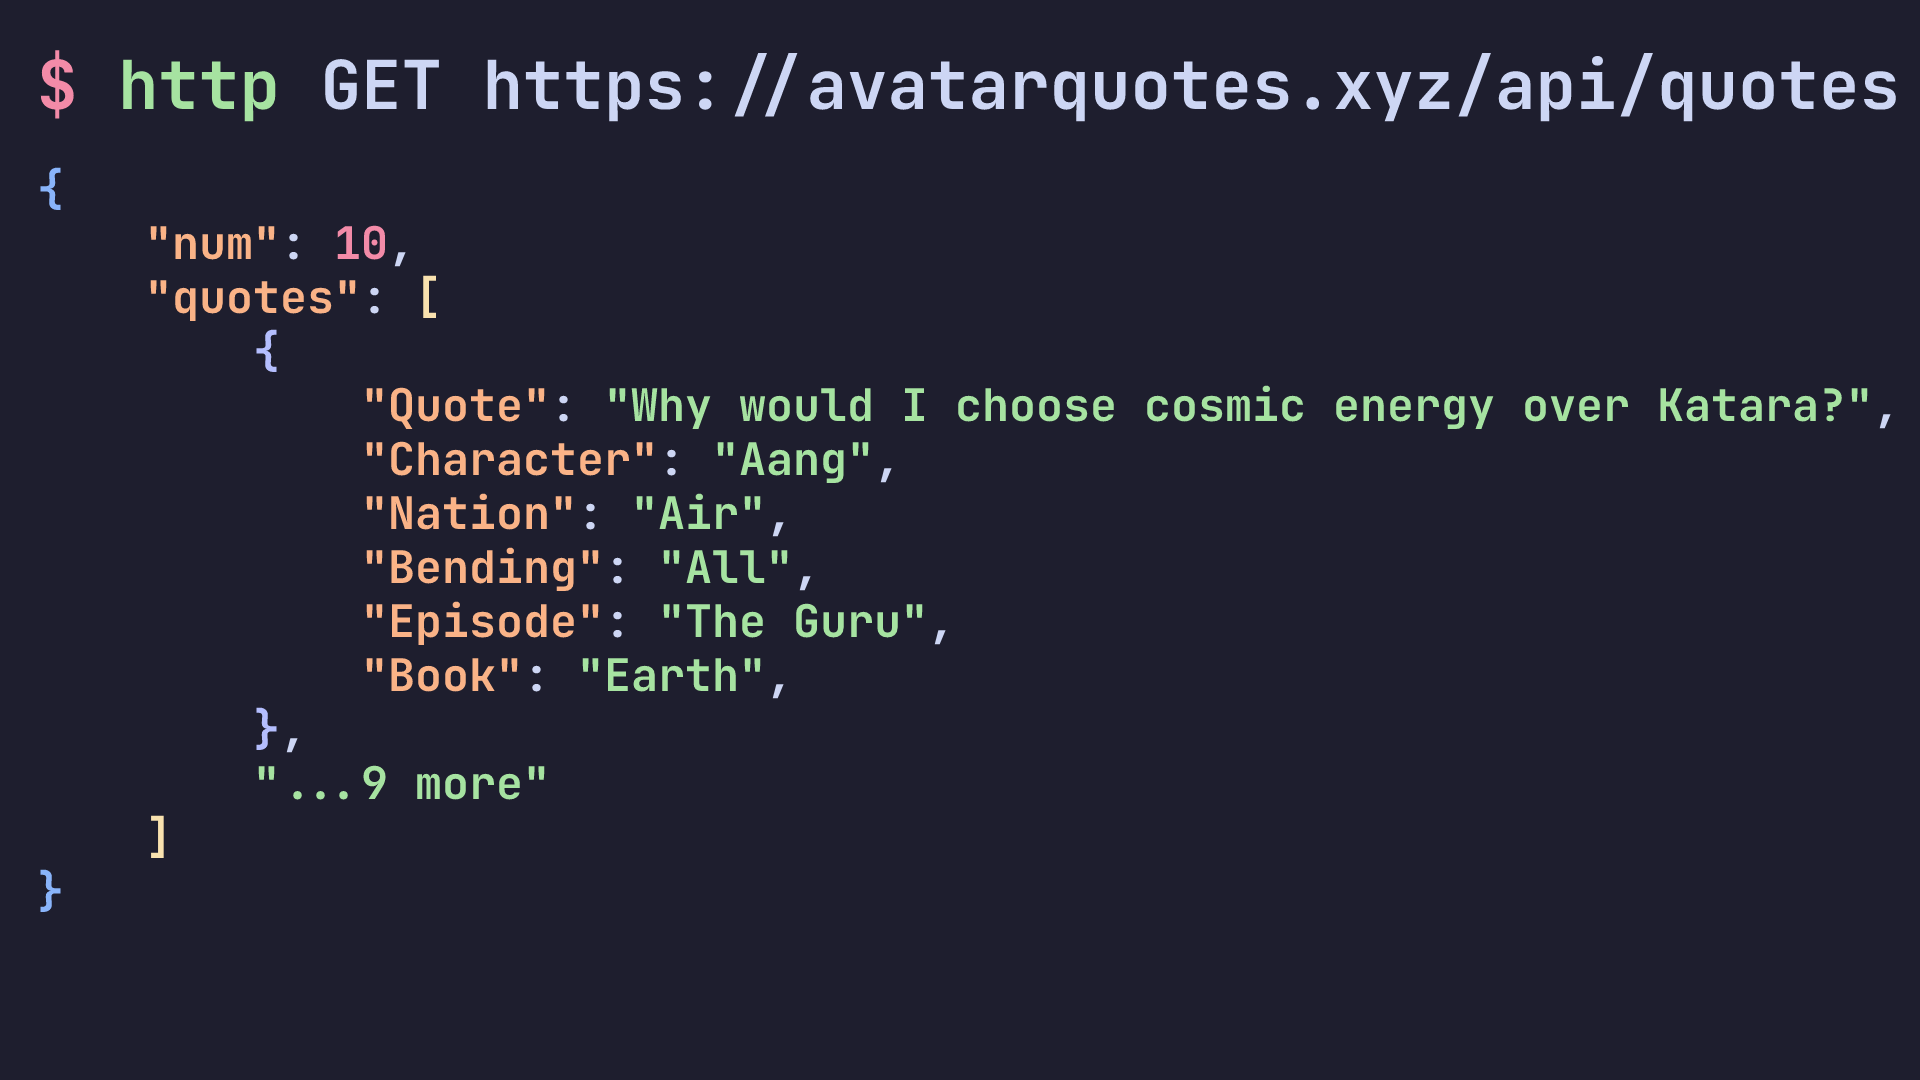 $ http GET https://avatarquotes.xyz/api/quotes
{
    "num": 10,
    "quotes": [
        {
            "Quote": "Why would I choose cosmic energy over Katara?",
            "Character": "Aang",
            "Nation": "Air",
            "Bending": "All",
            "Episode": "The Guru",
            "Book": "Earth",
        },
        "...9 more"
    ]
}